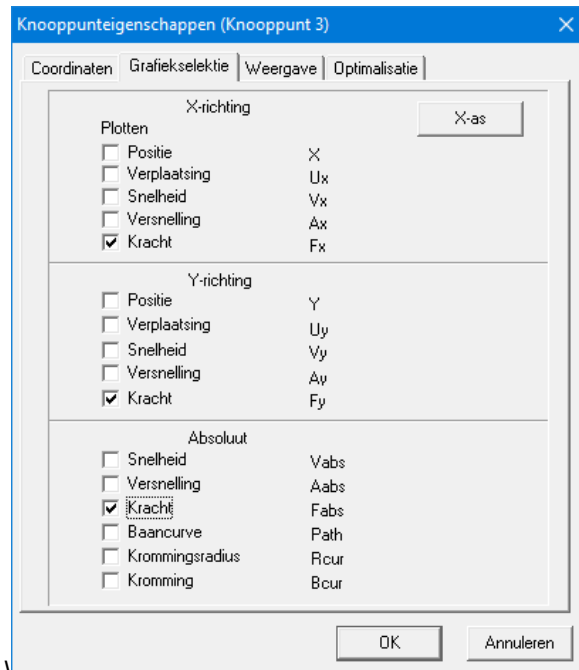 Knooppunteigenschappen (Knooppunt 3)
Coordinaten Grafiekselektie Weergave Optimalisatie
X-richting
X-as
Plotten
Positie X
Verplaatsing Ux
Snelheid Vx
Versnelling Ax
Kracht Fx
Y-richting
Positie Y
Verplaatsing Uy
Snelheid Vy
Versnelling Ay
Kracht Fy
Absoluut
Snelheid Vabs
Versnelling Aabs
Kracht Fabs
Baancurve Path
Krommingsradius Rcur
Kromming Bcur
OK Annuleren